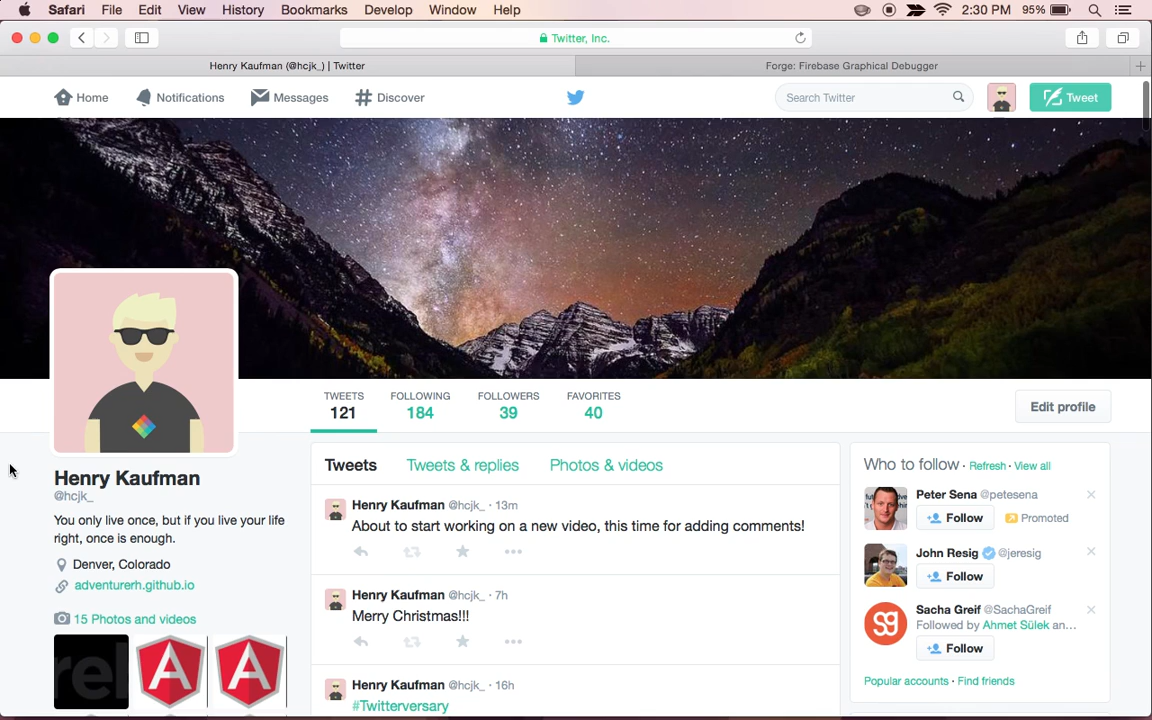 Safari File Edit View History Bookmarks Develop Window Help 2:30 PM 95%
Twitter, Inc.
Henry Kaufman (@hcjk_) | Twitter Forge: Firebase Graphical Debugger
Home Notifications Messages Discover Search Twitter Tweet
TWEETS FOLLOWING FOLLOWERS FAVORITES
121 184 39 40
Edit profile
Henry Kaufman
@hcjk_
You only live once, but if you live your life
right, once is enough.
Denver, Colorado
adventurerh.github.io
15 Photos and videos
Tweets Tweets & replies Photos & videos
Henry Kaufman @hcjk_ · 13m
About to start working on a new video, this time for adding comments!
Henry Kaufman @hcjk_ · 7h
Merry Christmas!!!
Henry Kaufman @hcjk_ · 16h
#Twitterversary
Who to follow · Refresh · View all
Peter Sena @petesena
Follow Promoted
John Resig @jeresig
Follow
Sacha Greif @SachaGreif
Followed by Ahmet Sülek an...
Follow
Popular accounts · Find friends